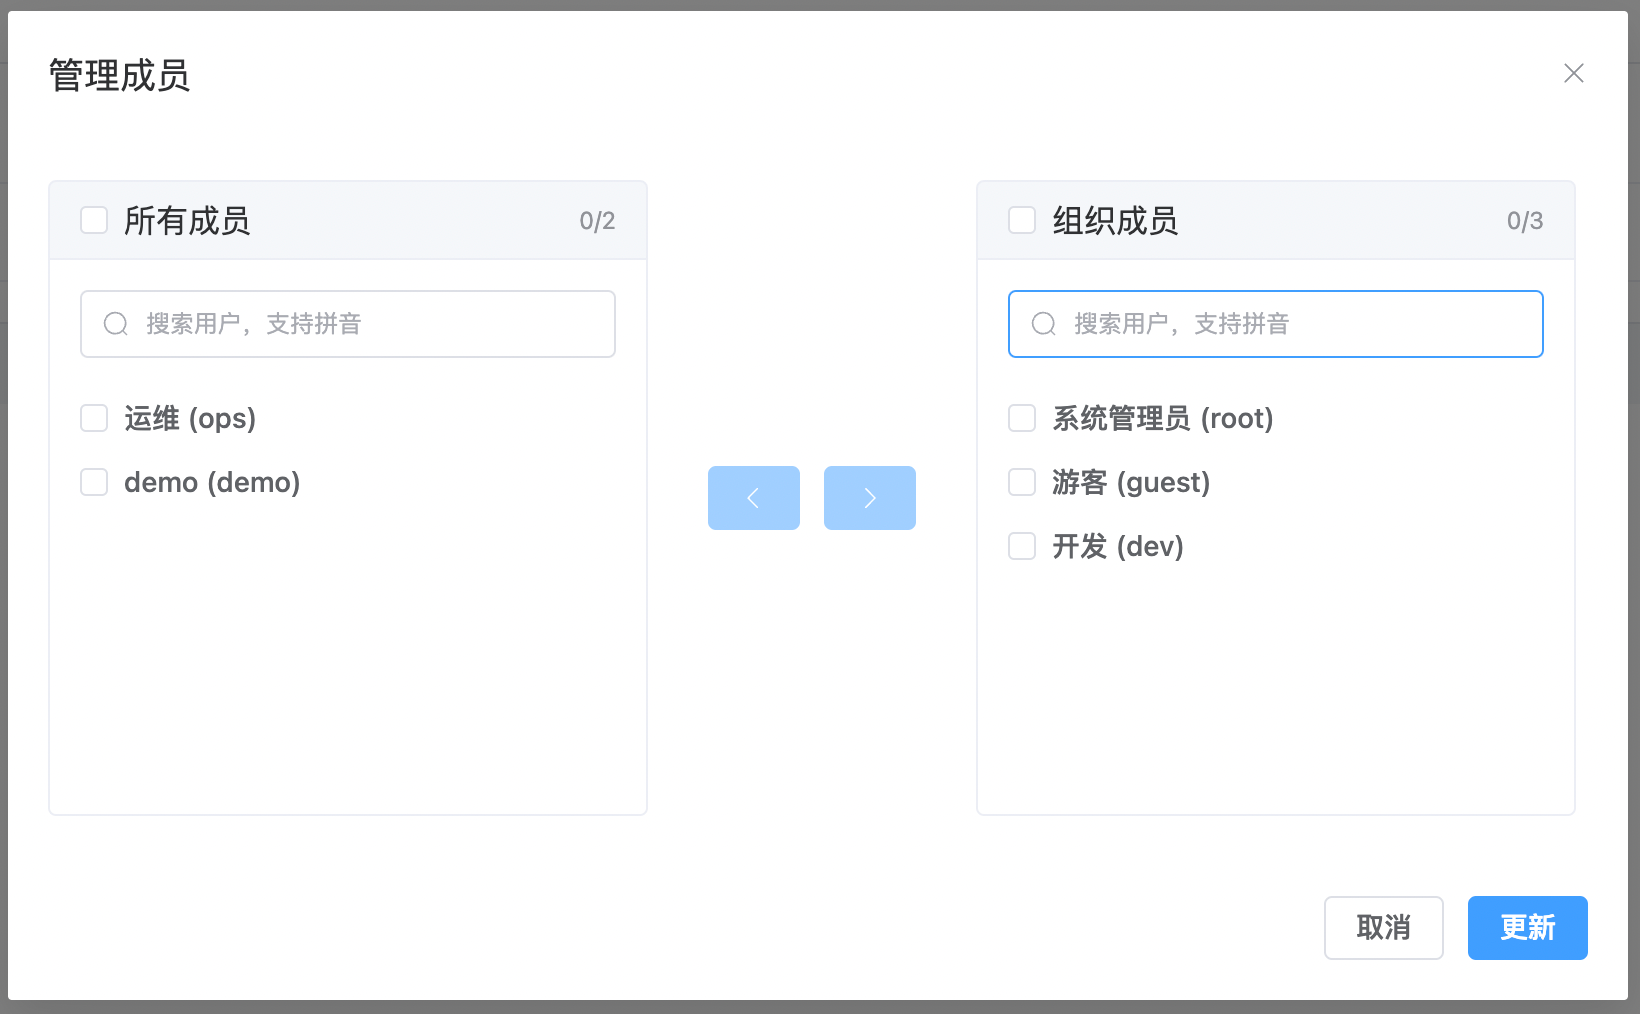 管理成员
所有成员 0/2
搜索用户，支持拼音
运维 (ops)
demo (demo)
组织成员 0/3
搜索用户，支持拼音
系统管理员 (root)
游客 (guest)
开发 (dev)
取消
更新